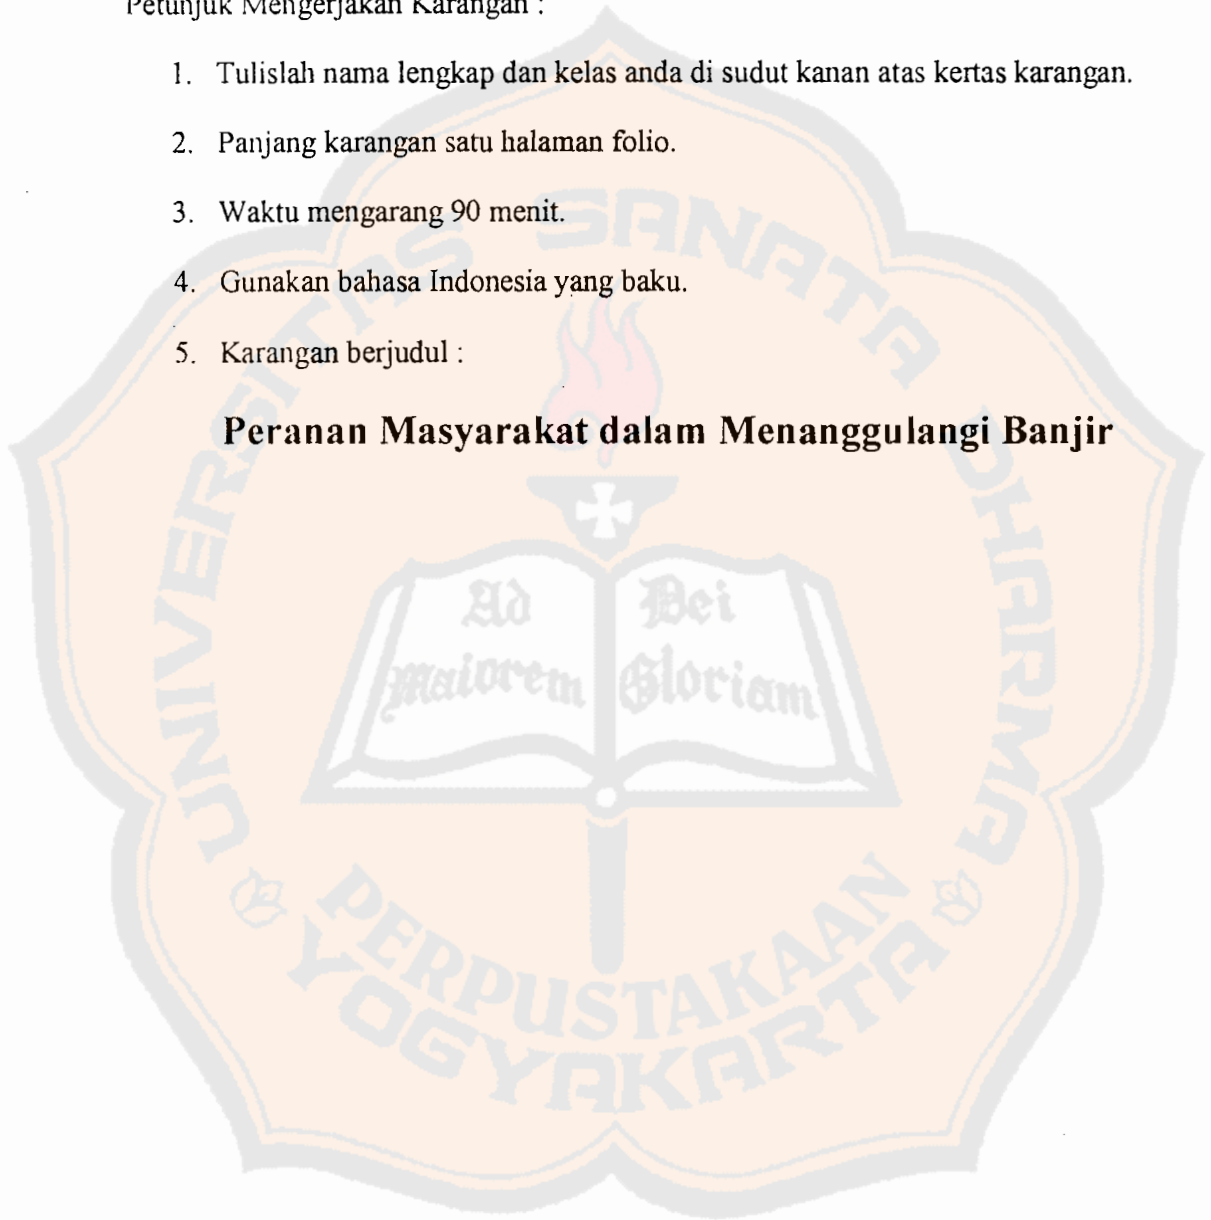 Petunjuk Mengerjakan Karangan :
1. Tulislah nama lengkap dan kelas anda di sudut kanan atas kertas karangan.
2. Panjang karangan satu halaman folio.
3. Waktu mengarang 90 menit.
4. Gunakan bahasa Indonesia yang baku.
5. Karangan berjudul :
Peranan Masyarakat dalam Menanggulangi Banjir
UNIVERSITAS SANATA DHARMA
Ad Dei
maiorem Gloriam
PERPUSTAKAAN
YOGYAKARTA